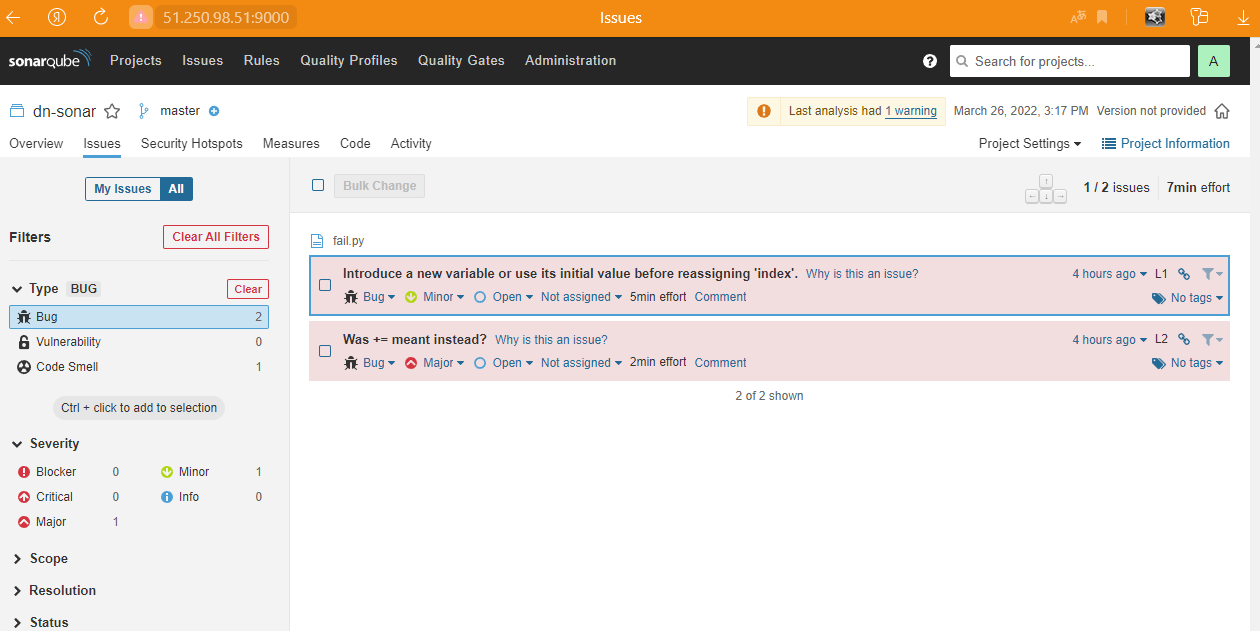 Я 51.250.98.51:9000 Issues
sonarqube Projects Issues Rules Quality Profiles Quality Gates Administration ? Search for projects... A
dn-sonar master Last analysis had 1 warning March 26, 2022, 3:17 PM Version not provided
Overview Issues Security Hotspots Measures Code Activity Project Settings Project Information
My Issues All
Bulk Change
1 / 2 issues 7min effort
Filters Clear All Filters
fail.py
Type BUG Clear
Introduce a new variable or use its initial value before reassigning 'index'. Why is this an issue? 4 hours ago L1
Bug Minor Open Not assigned 5min effort Comment No tags
Bug 2
Vulnerability 0
Code Smell 1
Was += meant instead? Why is this an issue? 4 hours ago L2
Bug Major Open Not assigned 2min effort Comment No tags
2 of 2 shown
Ctrl + click to add to selection
Severity
Blocker 0 Minor 1
Critical 0 Info 0
Major 1
Scope
Resolution
Status